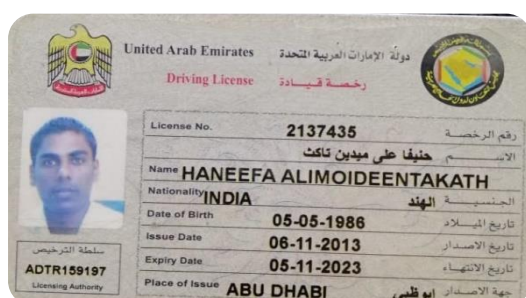 United Arab Emirates دولة الإمارات العربية المتحدة
Driving License رخصة قيادة
License No. 2137435 رقم الرخصة
حنيفا على ميدين تاكث الاسم
Name HANEEFA ALIMOIDEENTAKATH
Nationality INDIA الهند الجنسية
Date of Birth 05-05-1986 تاريخ الميلاد
Issue Date 06-11-2013 تاريخ الاصدار
Expiry Date 05-11-2023 تاريخ الانتهاء
Place of Issue ABU DHABI ابوظبي جهة الاصدار
سلطة الترخيص
ADTR159197
Licensing Authority